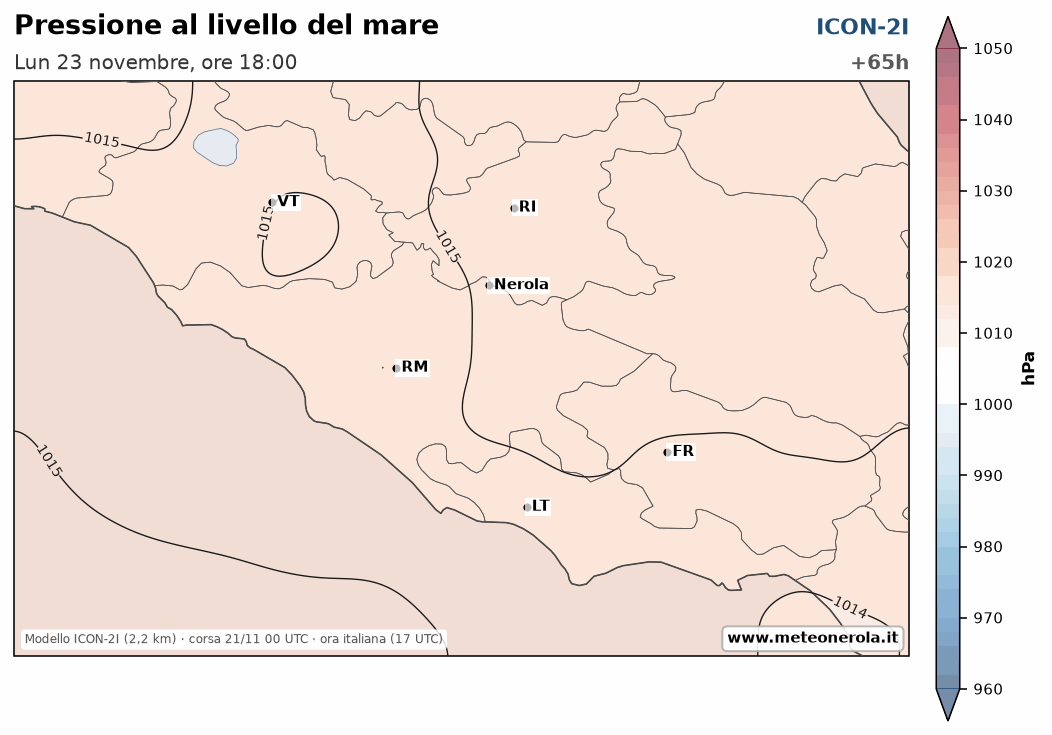 Pressione al livello del mare
ICON-2I
Lun 23 novembre, ore 18:00
+65h
1050
1040
1030
1020
1010
1000
990
980
970
960
hPa
1015
VT
1015
RI
1015
Nerola
RM
FR
1015
LT
1014
Modello ICON-2I (2,2 km) · corsa 21/11 00 UTC · ora italiana (17 UTC)
www.meteonerola.it